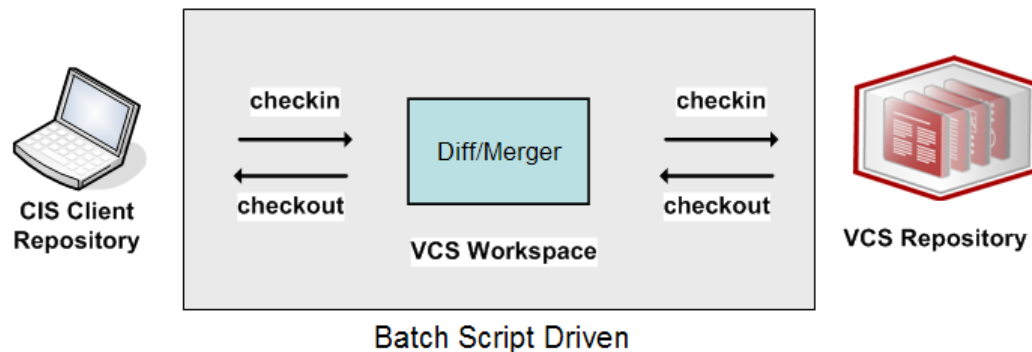 checkin
checkin
Diff/Merger
checkout
checkout
CIS Client
Repository
VCS Workspace
VCS Repository
Batch Script Driven